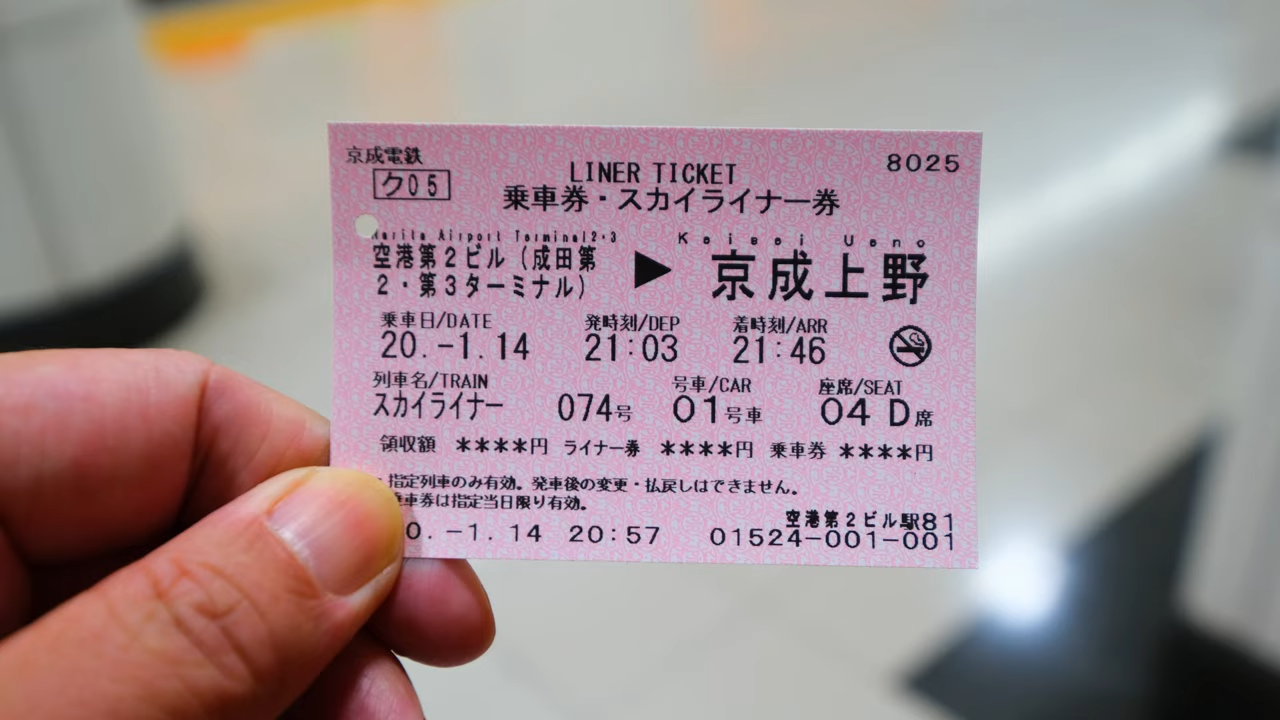 京成電鉄
8025
ク05
LINER TICKET
乗車券・スカイライナー券
Narita Airport Terminal2・3
Keisei Ueno
空港第2ビル(成田第
2・第3ターミナル)
▶
京成上野
乗車日/DATE 発時刻/DEP 着時刻/ARR
20.-1.14 21:03 21:46
列車名/TRAIN 号車/CAR 座席/SEAT
スカイライナー 074号 01号車 04 D席
領収額 ****円 ライナー券 ****円 乗車券 ****円
・指定列車のみ有効。発車後の変更・払戻しはできません。
乗車券は指定当日限り有効。
空港第2ビル駅81
0.-1.14 20:57 01524-001-001